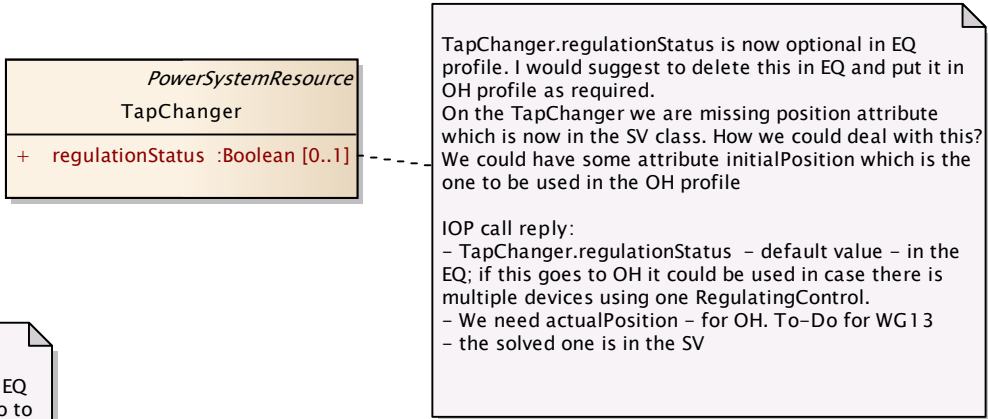 PowerSystemResource
TapChanger
+ regulationStatus :Boolean [0..1]
TapChanger.regulationStatus is now optional in EQ
profile. I would suggest to delete this in EQ and put it in
OH profile as required.
On the TapChanger we are missing position attribute
which is now in the SV class. How we could deal with this?
We could have some attribute initialPosition which is the
one to be used in the OH profile
IOP call reply:
- TapChanger.regulationStatus - default value - in the
EQ; if this goes to OH it could be used in case there is
multiple devices using one RegulatingControl.
- We need actualPosition - for OH. To-Do for WG13
- the solved one is in the SV
EQ
to